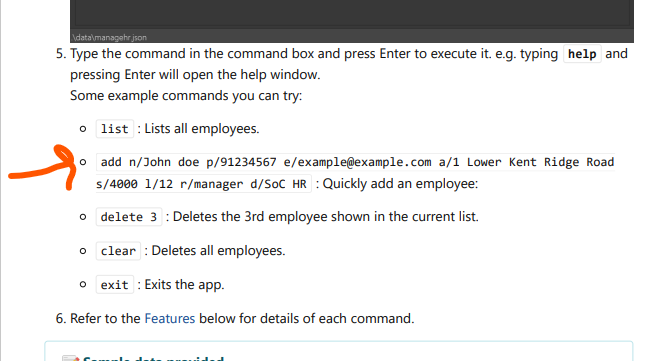 \data\managehr.json
5. Type the command in the command box and press Enter to execute it. e.g. typing help and
pressing Enter will open the help window.
Some example commands you can try:
list : Lists all employees.
add n/John doe p/91234567 e/example@example.com a/1 Lower Kent Ridge Road
s/4000 l/12 r/manager d/SoC HR : Quickly add an employee:
delete 3 : Deletes the 3rd employee shown in the current list.
clear : Deletes all employees.
exit : Exits the app.
6. Refer to the Features below for details of each command.
Sample data provided